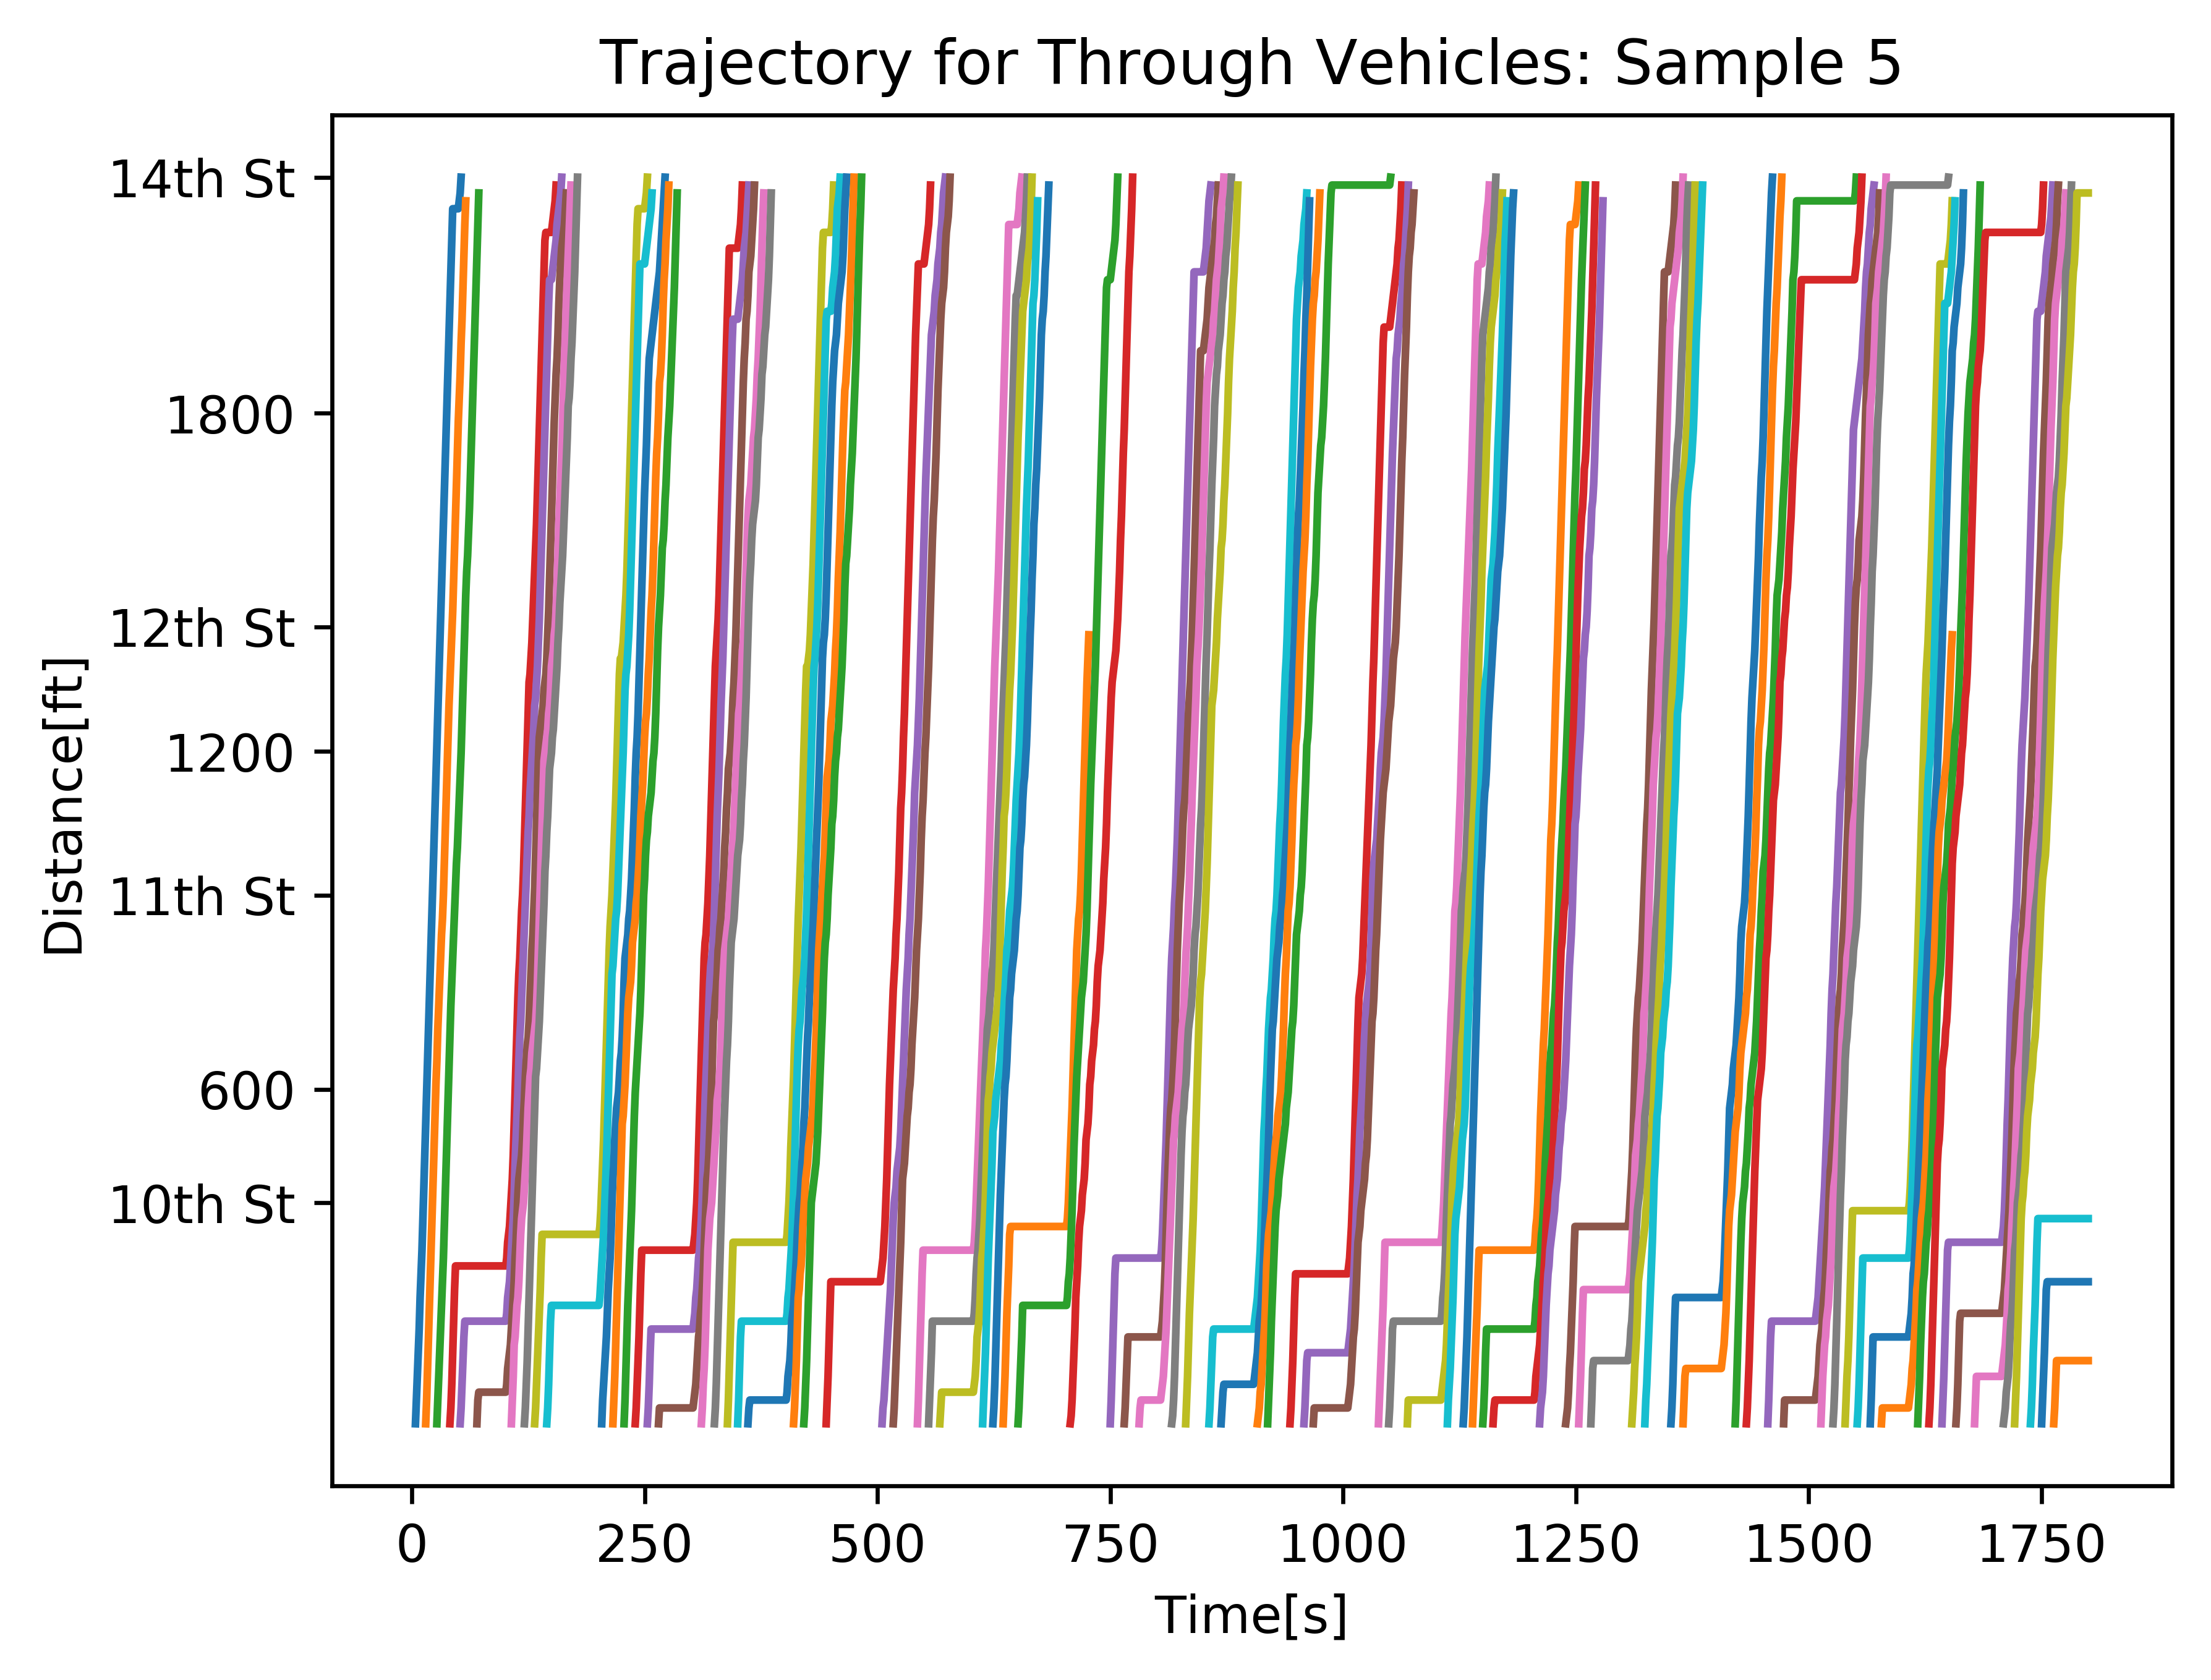 Trajectory for Through Vehicles: Sample 5
14th St
1800
12th St
1200
11th St
600
10th St
Distance[ft]
0 250 500 750 1000 1250 1500 1750
Time[s]